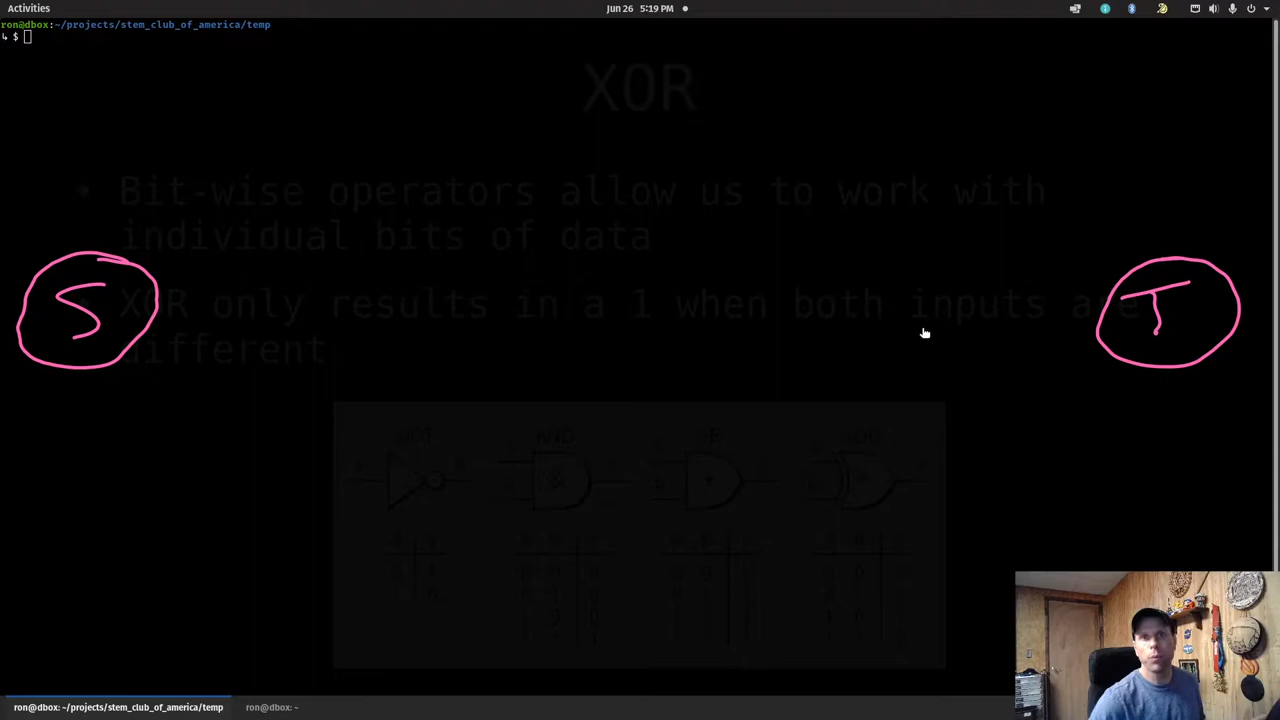 Activities
Jun 26 5:19 PM
ron@dbox:~/projects/stem_club_of_america/temp
↳ $
XOR
• Bit-wise operators allow us to work with
individual bits of data
• XOR only results in a 1 when both inputs are
different
S
T
NOT AND
ron@dbox:~/projects/stem_club_of_america/temp ron@dbox: ~